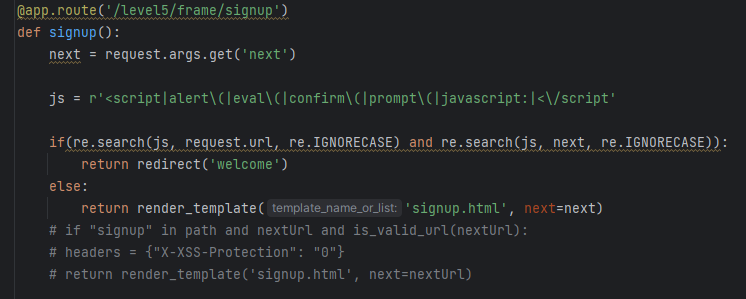 @app.route('/level5/frame/signup')
def signup():
next = request.args.get('next')
js = r'<script|alert\(|eval\(|confirm\(|prompt\(|javascript:|<\/script'
if(re.search(js, request.url, re.IGNORECASE) and re.search(js, next, re.IGNORECASE)):
return redirect('welcome')
else:
return render_template( template_name_or_list: 'signup.html', next=next)
# if "signup" in path and nextUrl and is_valid_url(nextUrl):
# headers = {"X-XSS-Protection": "0"}
# return render_template('signup.html', next=nextUrl)